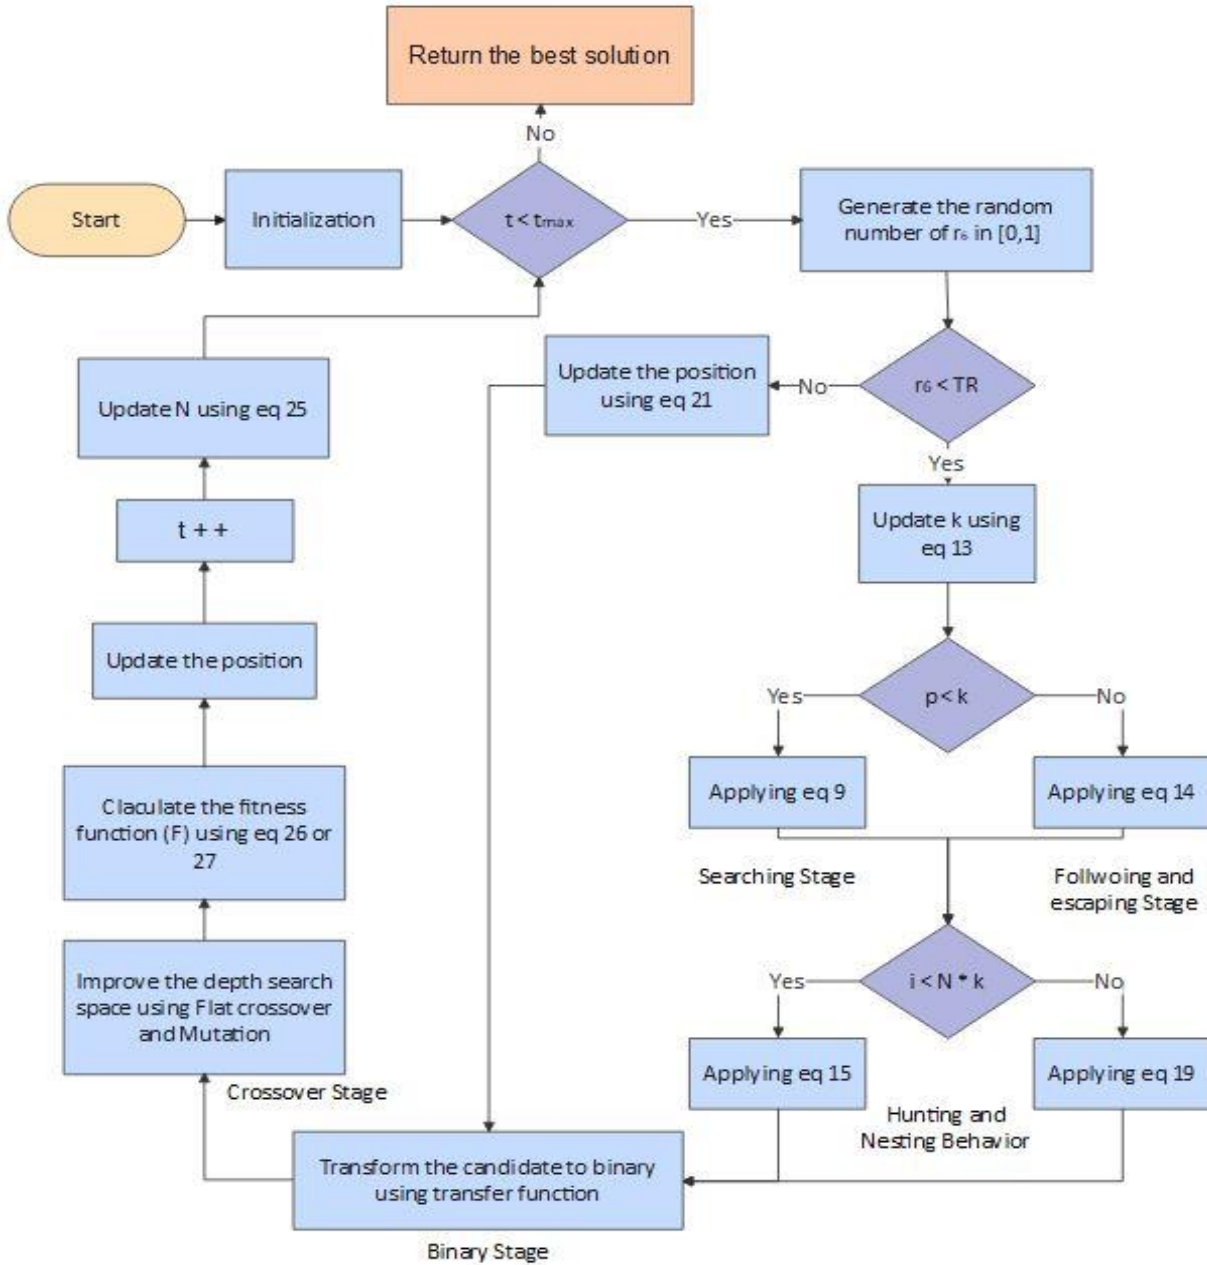 Return the best solution
No
Start
Initialization
t < tmax
Yes
Generate the random
number of r₆ in [0,1]
Update the position
using eq 21
No
r6 < TR
Yes
Update N using eq 25
Update k using
eq 13
t + +
Update the position
Yes
p < k
No
Applying eq 9
Applying eq 14
Claculate the fitness
function (F) using eq 26 or
27
Searching Stage
Follwoing and
escaping Stage
Improve the depth search
space using Flat crossover
and Mutation
Yes
i < N * k
No
Applying eq 15
Applying eq 19
Crossover Stage
Hunting and
Nesting Behavior
Transform the candidate to binary
using transfer function
Binary Stage